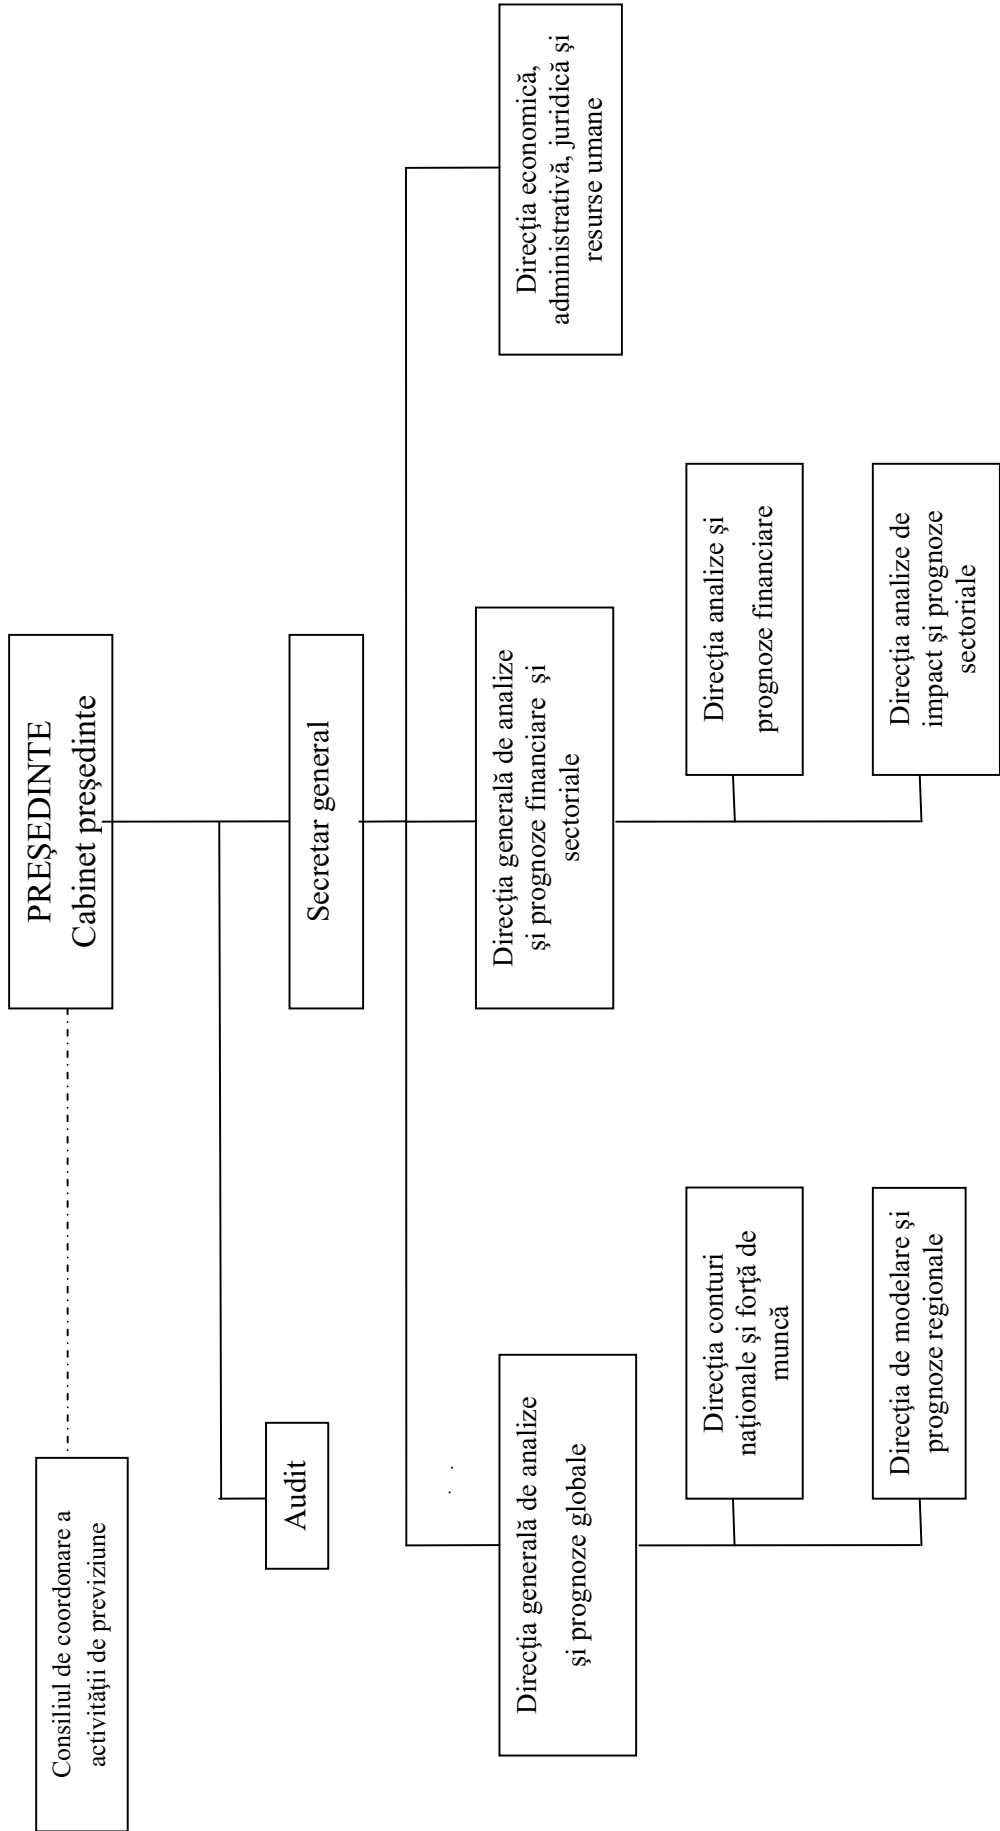 PREŞEDINTE
Cabinet preşedinte
Consiliul de coordonare a
activităţii de previziune
Audit
Secretar general
Direcţia generală de analize
şi prognoze globale
Direcţia generală de analize
şi prognoze financiare şi
sectoriale
Direcţia economică,
administrativă, juridică şi
resurse umane
Direcţia conturi
naţionale şi forţă de
muncă
Direcţia de modelare şi
prognoze regionale
Direcţia analize şi
prognoze financiare
Direcţia analize de
impact şi prognoze
sectoriale